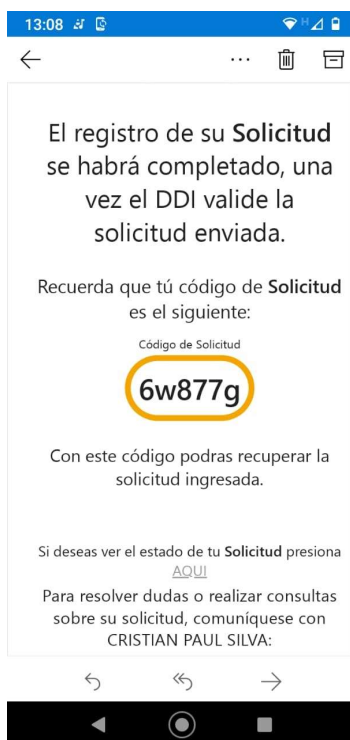 13:08
H
El registro de su Solicitud
se habrá completado, una
vez el DDI valide la
solicitud enviada.
Recuerda que tú código de Solicitud
es el siguiente:
Código de Solicitud
6w877g
Con este código podras recuperar la
solicitud ingresada.
Si deseas ver el estado de tu Solicitud presiona
AQUI
Para resolver dudas o realizar consultas
sobre su solicitud, comuníquese con
CRISTIAN PAUL SILVA: